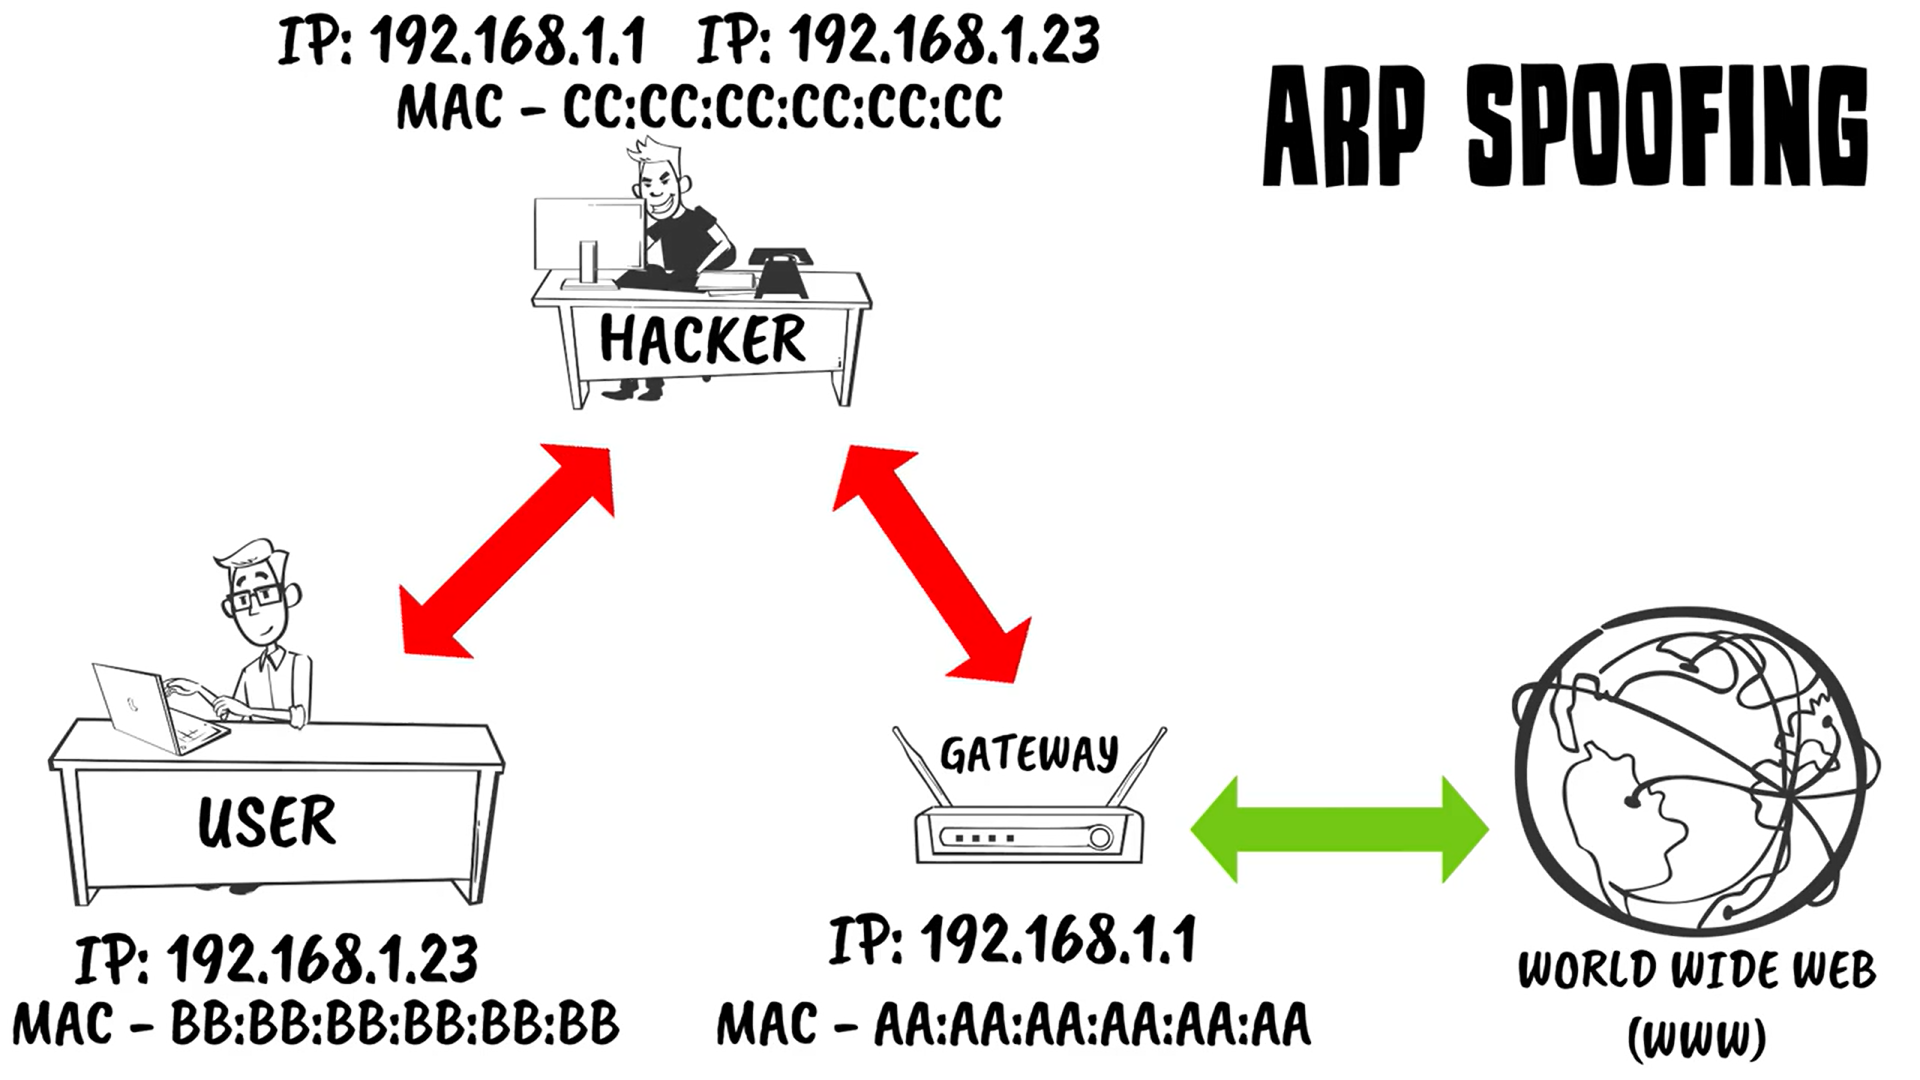 IP: 192.168.1.1 IP: 192.168.1.23
MAC - CC:CC:CC:CC:CC:CC
ARP SPOOFING
HACKER
USER
IP: 192.168.1.23
MAC - BB:BB:BB:BB:BB:BB
GATEWAY
IP: 192.168.1.1
MAC - AA:AA:AA:AA:AA:AA
WORLD WIDE WEB
(WWW)